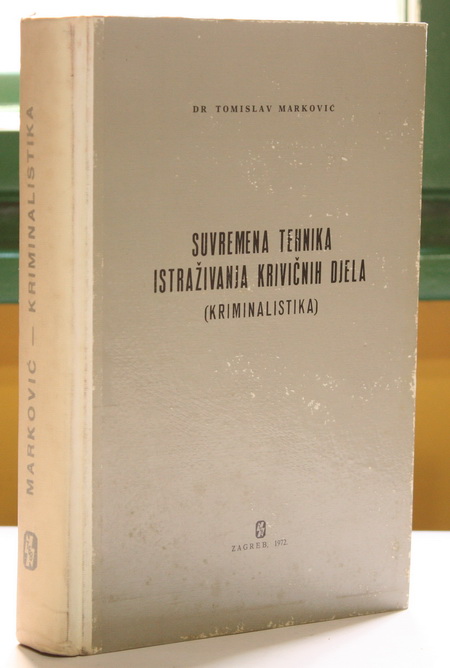 MARKOVIĆ — KRIMINALISTIKA
DR TOMISLAV MARKOVIĆ
SUVREMENA TEHNIKA
ISTRAŽIVANJA KRIVIČNIH DJELA
(KRIMINALISTIKA)
ZAGREB, 1972